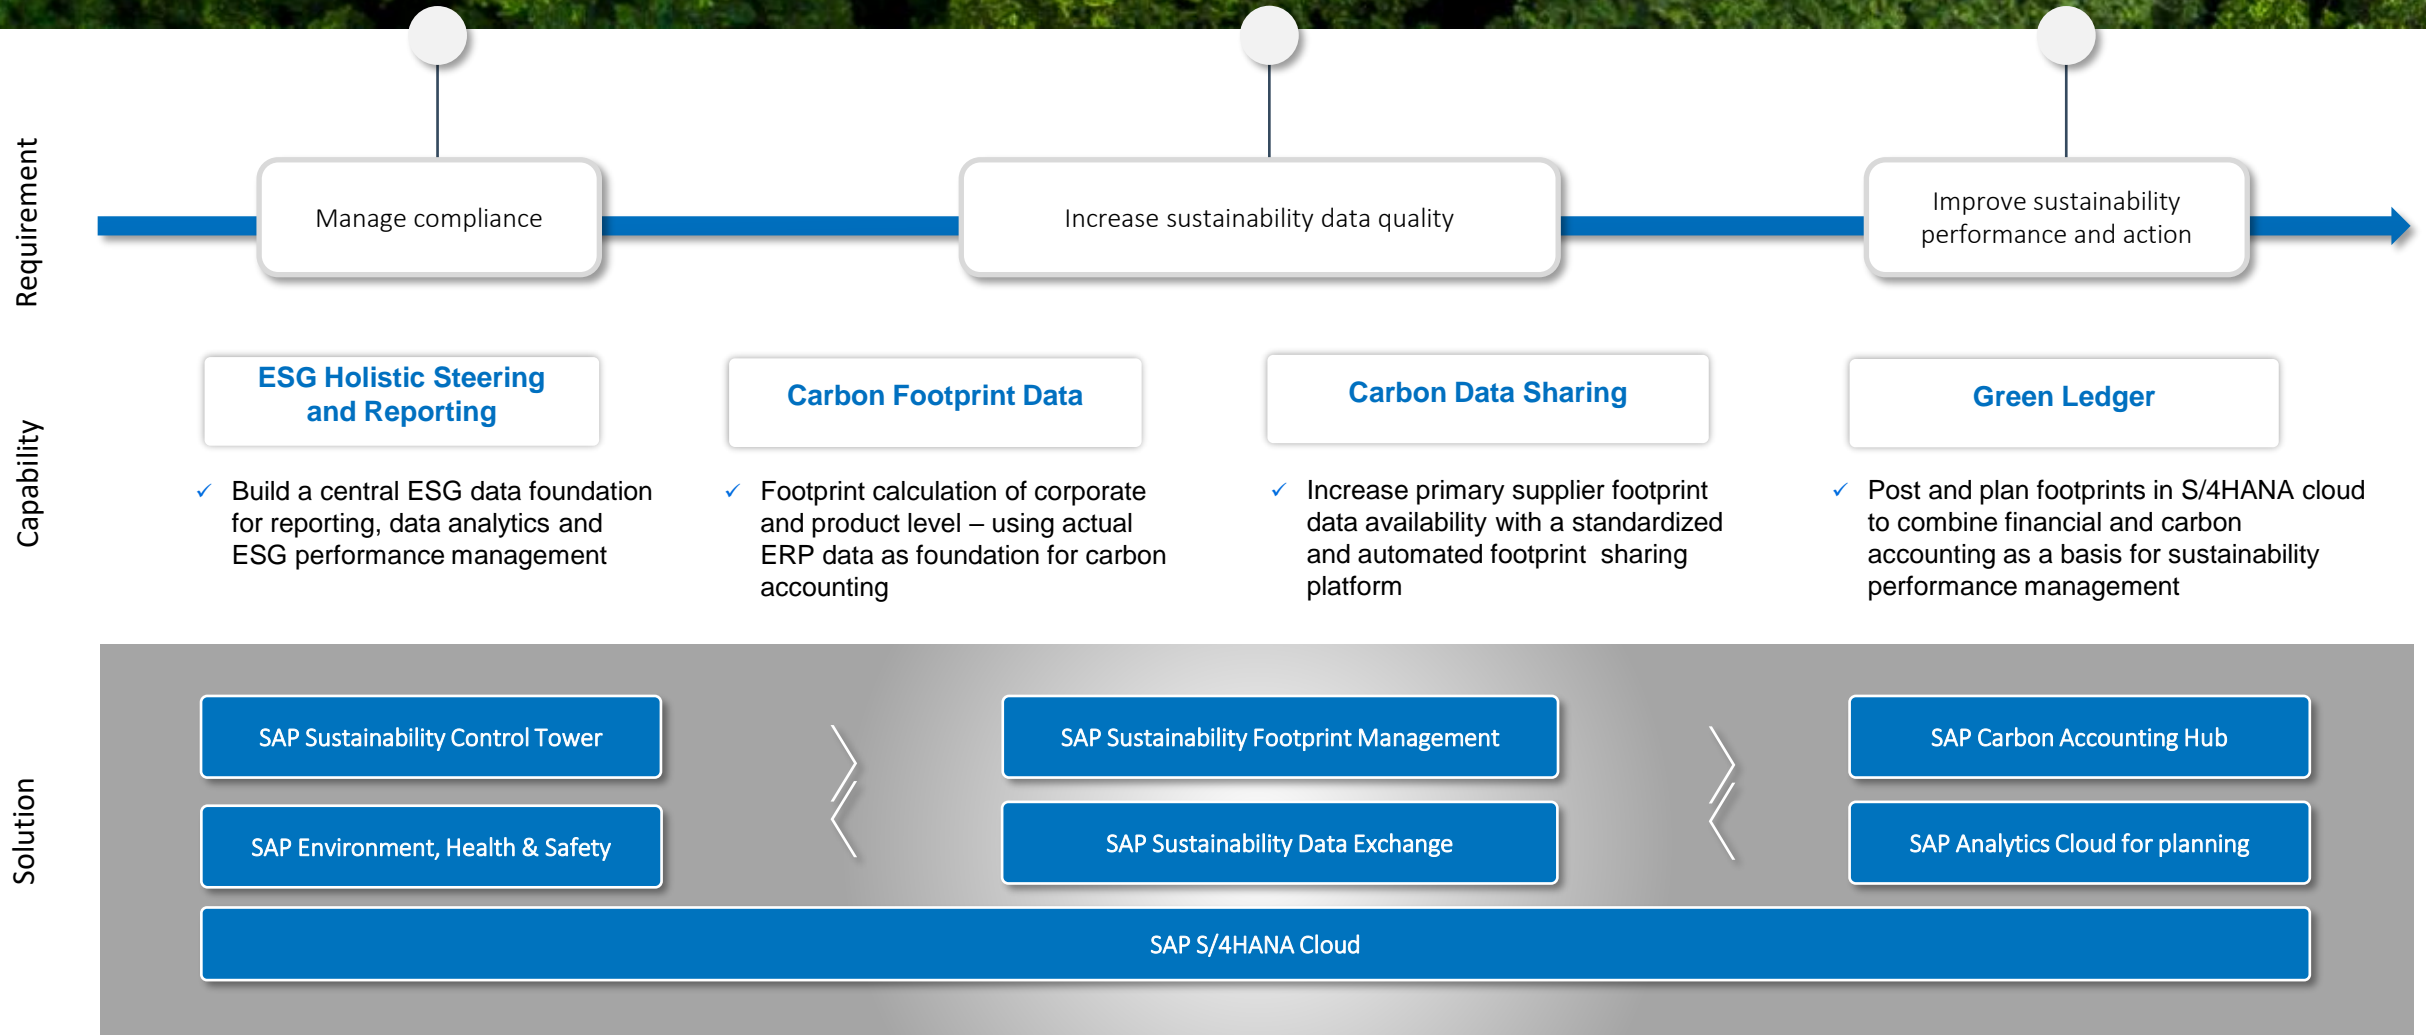 Requirement
Manage compliance
Increase sustainability data quality
Improve sustainability
performance and action
Capability
ESG Holistic Steering
and Reporting
Build a central ESG data foundation
for reporting, data analytics and
ESG performance management
Carbon Footprint Data
Footprint calculation of corporate
and product level – using actual
ERP data as foundation for carbon
accounting
Carbon Data Sharing
Increase primary supplier footprint
data availability with a standardized
and automated footprint  sharing
platform
Green Ledger
Post and plan footprints in S/4HANA cloud
to combine financial and carbon
accounting as a basis for sustainability
performance management
Solution
SAP Sustainability Control Tower
SAP Sustainability Footprint Management
SAP Carbon Accounting Hub
SAP Environment, Health & Safety
SAP Sustainability Data Exchange
SAP Analytics Cloud for planning
SAP S/4HANA Cloud